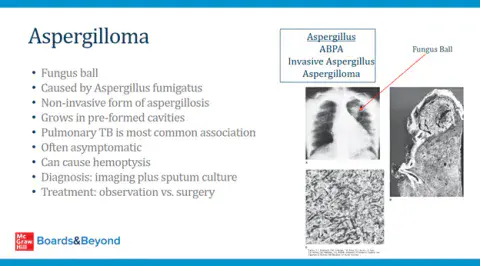 Aspergilloma
• Fungus ball
• Caused by Aspergillus fumigatus
• Non-invasive form of aspergillosis
• Grows in pre-formed cavities
• Pulmonary TB is most common association
• Often asymptomatic
• Can cause hemoptysis
• Diagnosis: imaging plus sputum culture
• Treatment: observation vs. surgery
Aspergillus
ABPA
Invasive Aspergillus
Aspergilloma
Fungus Ball
Mc
Graw
Hill
Boards&Beyond